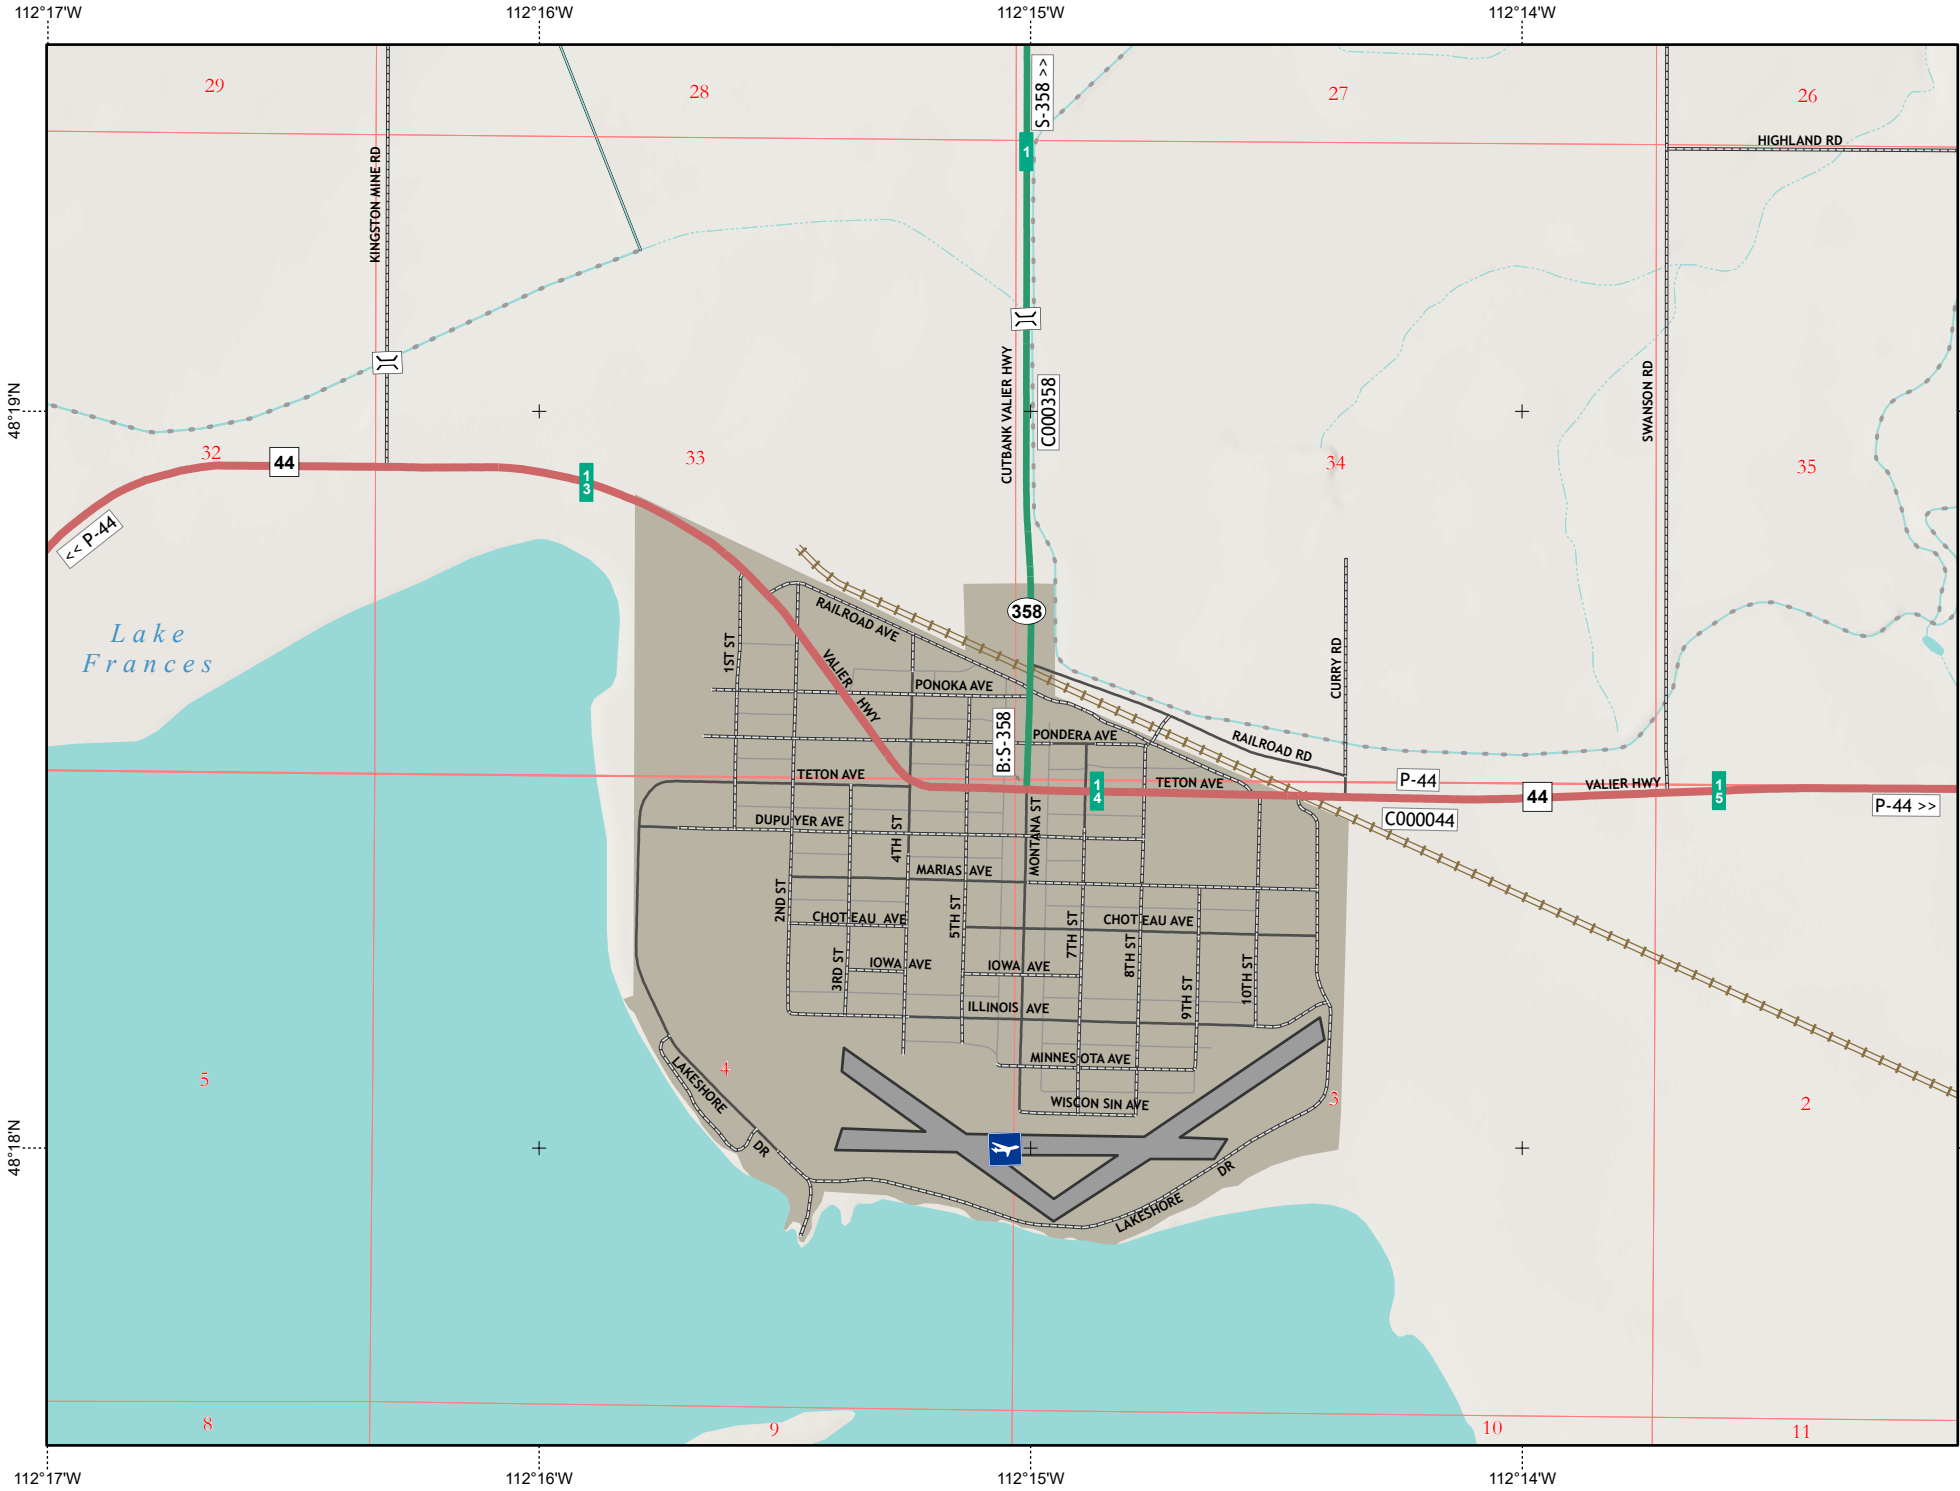 112°17'W
112°16'W
112°15'W
112°14'W
29
28
27
26
S-358 >>
1
HIGHLAND RD
KINGSTON MINE RD
CUTBANK VALIER HWY
C000358
SWANSON RD
48°19'N
32
44
33
34
35
13
<< P-44
358
Lake
Frances
RAILROAD AVE
1ST ST
VALIER HWY
PONOKA AVE
CURRY RD
B:S-358
PONDERA AVE
RAILROAD RD
TETON AVE
TETON AVE
14
P-44
44
VALIER HWY
15
P-44 >>
C000044
DUPUYER AVE
4TH ST
MONTANA ST
MARIAS AVE
2ND ST
CHOTEAU AVE
5TH ST
7TH ST
CHOTEAU AVE
8TH ST
3RD ST
IOWA AVE
IOWA AVE
9TH ST
10TH ST
ILLINOIS AVE
MINNESOTA AVE
5
4
LAKESHORE DR
WISCONSIN AVE
3
2
48°18'N
LAKESHORE DR
8
9
10
11
112°17'W
112°16'W
112°15'W
112°14'W